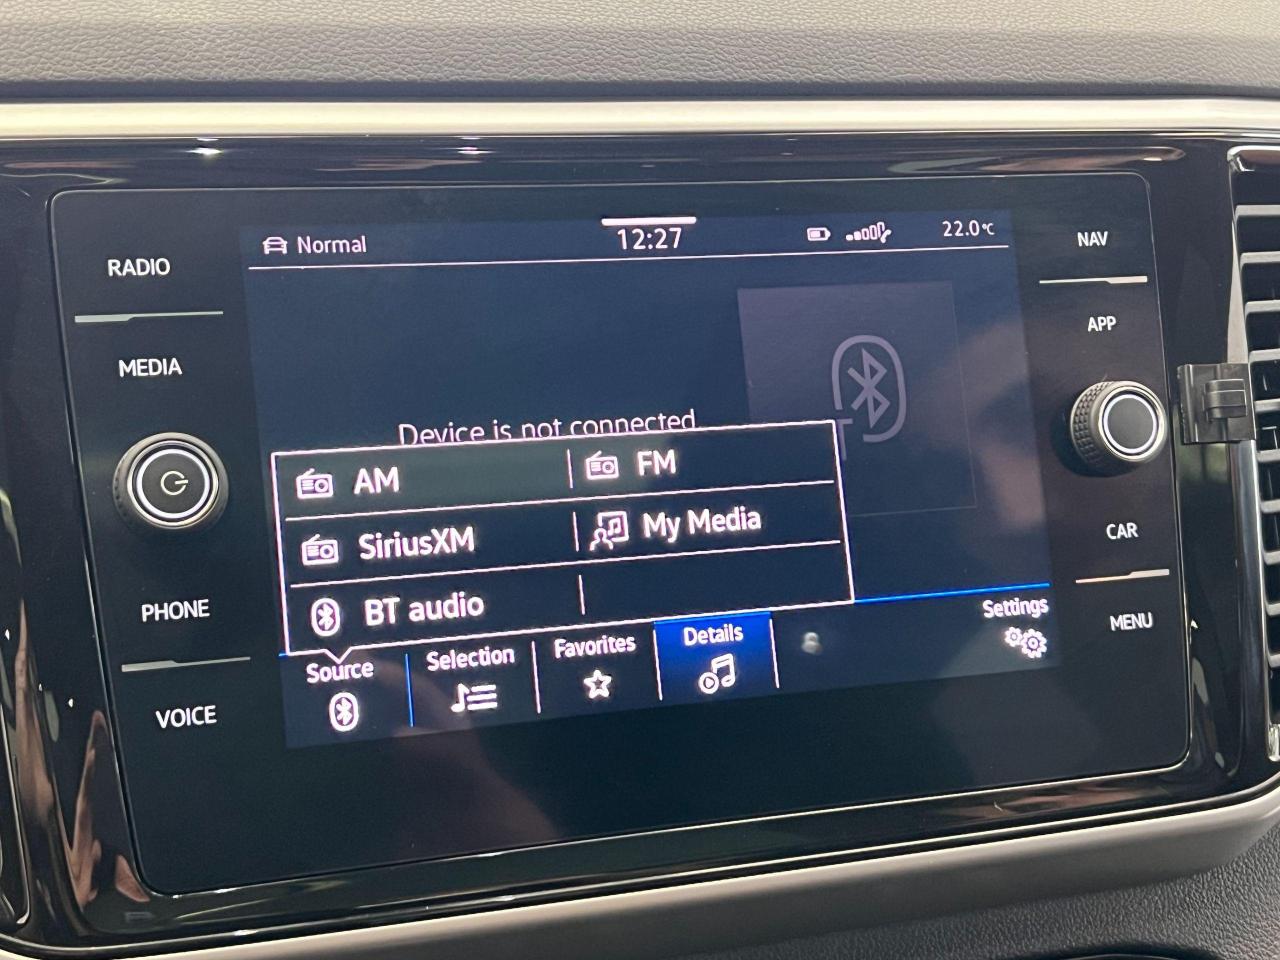 RADIO
MEDIA
PHONE
VOICE
Normal
12:27
22.0°C
Device is not connected
AM
FM
SiriusXM
My Media
BT audio
Source
Selection
Favorites
Details
Settings
NAV
APP
CAR
MENU